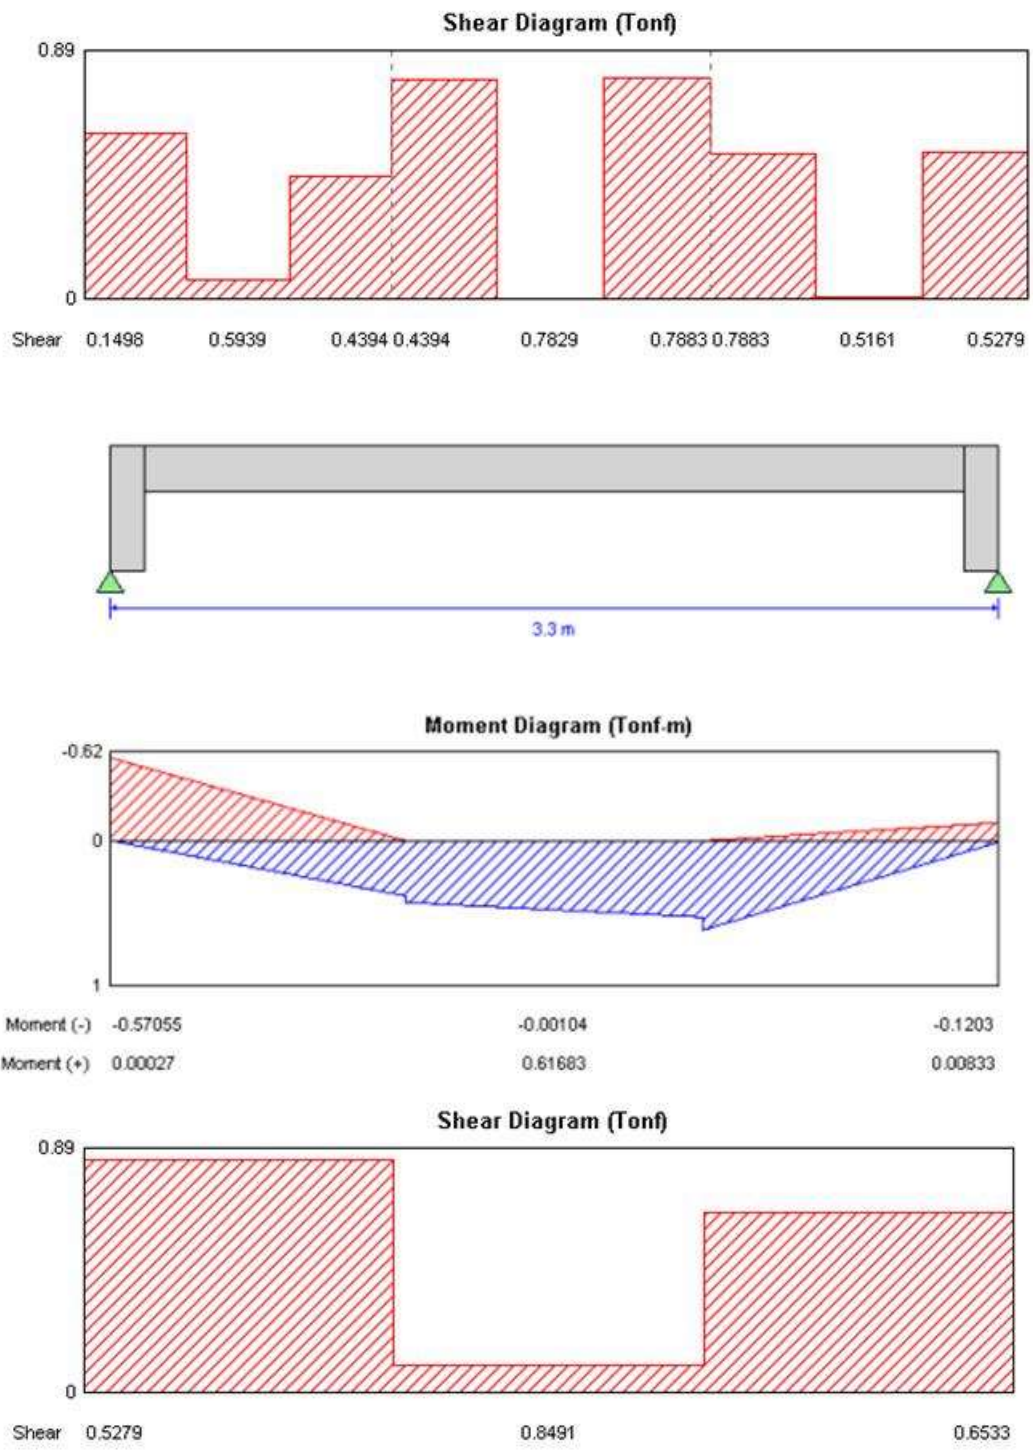 Shear Diagram (Tonf)
0.89
0
Shear 0.1498 0.5939 0.4394 0.4394 0.7829 0.7883 0.7883 0.5161 0.5279
3.3 m
Moment Diagram (Tonf-m)
-0.62
0
1
Moment (-) -0.57055 -0.00104 -0.1203
Moment (+) 0.00027 0.61683 0.00833
Shear Diagram (Tonf)
0.89
0
Shear 0.5279 0.8491 0.6533